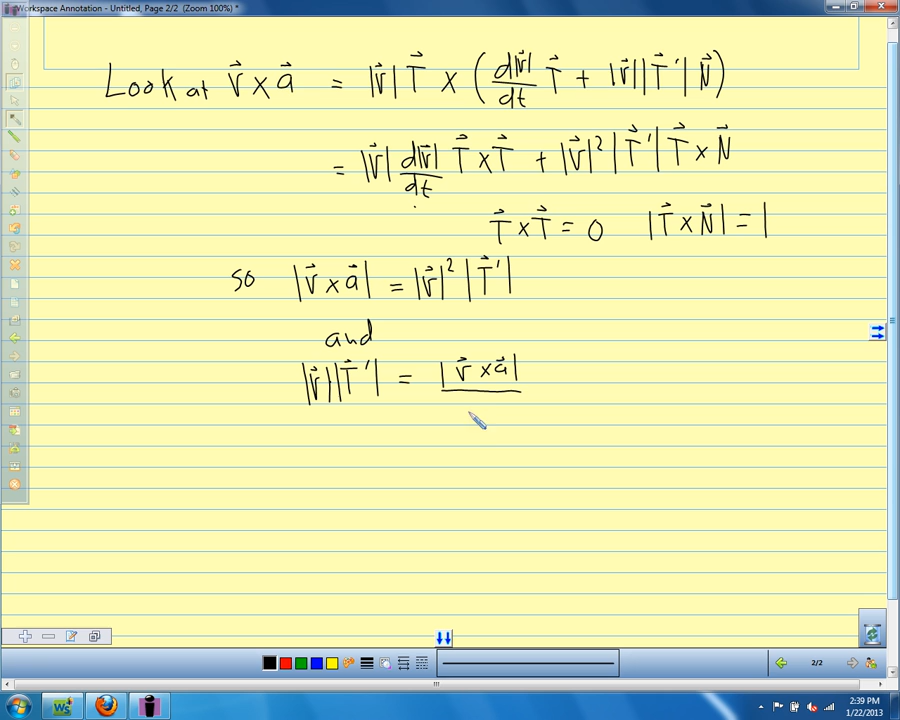 Workspace Annotation - Untitled, Page 2/2 (Zoom 100%) *
Look at v⃗ × a⃗ = |v⃗| T⃗ × ( d|v⃗|/dt T⃗ + |v⃗||T⃗'| N⃗ )
= |v⃗| d|v⃗|/dt T⃗ × T⃗ + |v⃗|² |T⃗'| T⃗ × N⃗
T⃗ × T⃗ = 0 |T⃗ × N⃗| = 1
so |v⃗ × a⃗| = |v⃗|² |T⃗'|
and
|v⃗||T⃗'| = |v⃗ × a⃗|
2/2
2:39 PM
1/22/2013